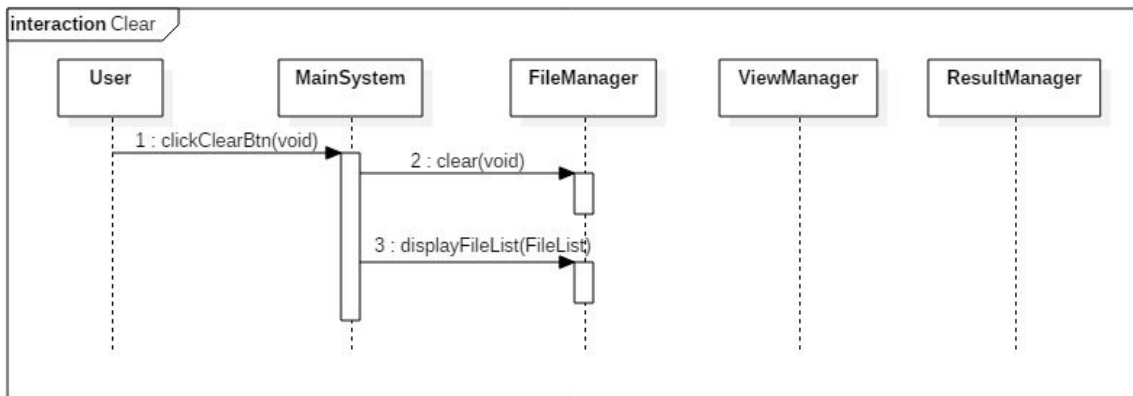 interaction Clear
User
MainSystem
FileManager
ViewManager
ResultManager
1 : clickClearBtn(void)
2 : clear(void)
3 : displayFileList(FileList)